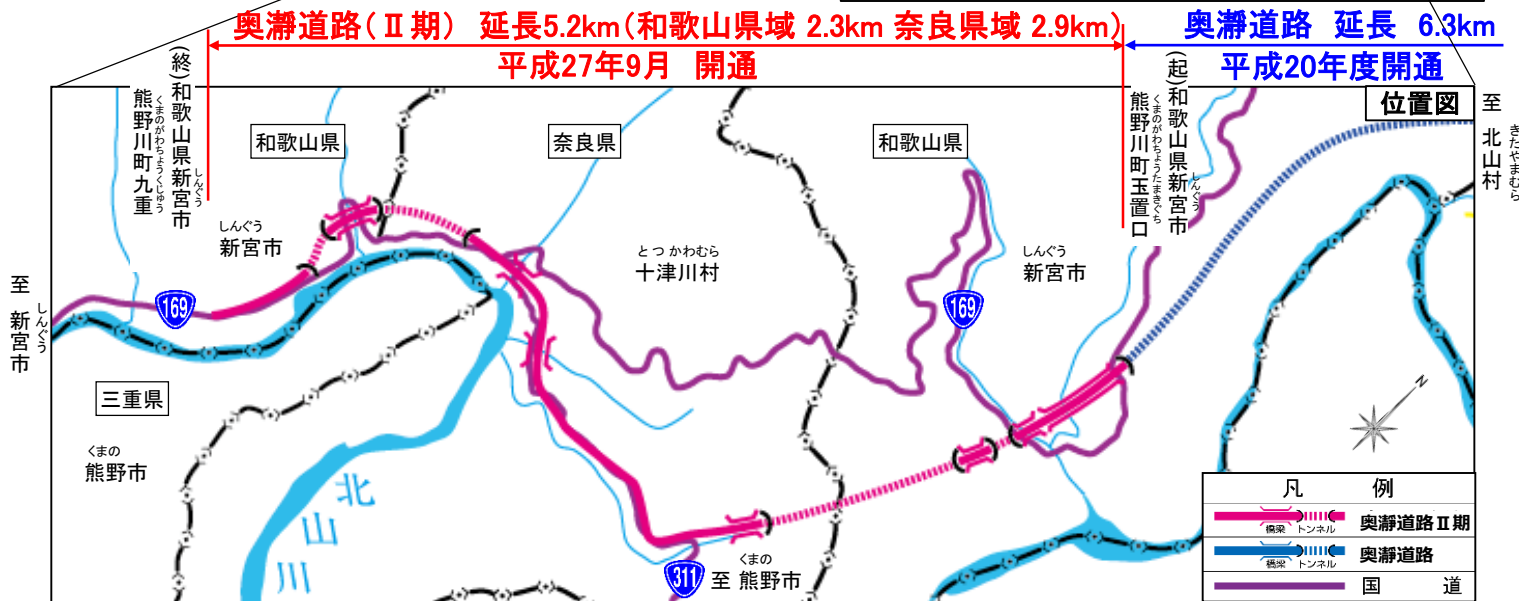 奥瀞道路(Ⅱ期) 延長5.2km(和歌山県域 2.3km 奈良県域 2.9km)
平成27年9月 開通
奥瀞道路 延長 6.3km
平成20年度開通
(終)和歌山県新宮市
しんぐう
熊野川町九重
くまのがわちょうくじゅう
(起)和歌山県新宮市
しんぐう
熊野川町玉置口
くまのがわちょうたまきぐち
位置図
至 北山村
きたやまむら
和歌山県
奈良県
和歌山県
しんぐう
新宮市
とつかわむら
十津川村
しんぐう
新宮市
至 新宮市
しんぐう
169
169
三重県
くまの
熊野市
北山川
311
至 熊野市
くまの
N
凡 例
橋梁 トンネル 奥瀞道路Ⅱ期
橋梁 トンネル 奥瀞道路
国 道